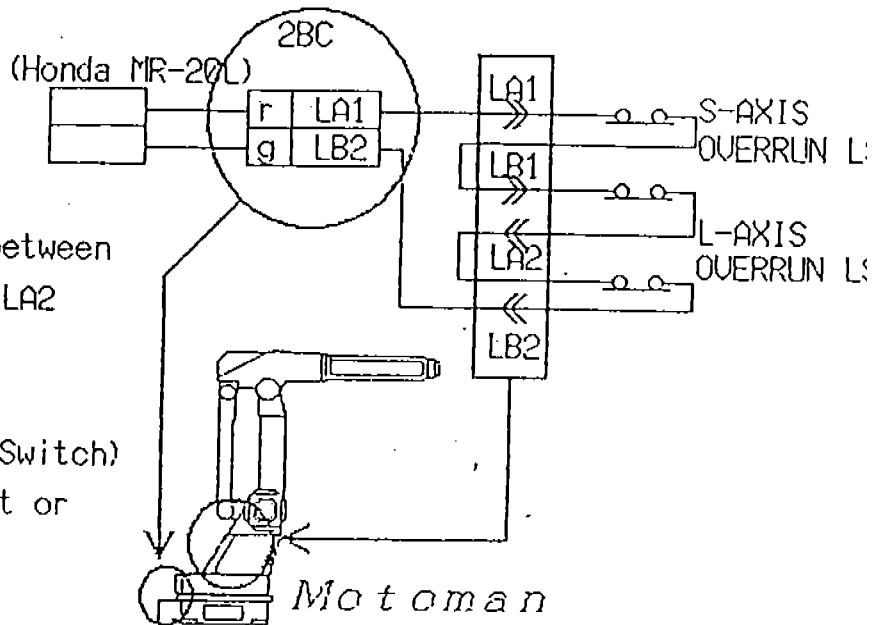 2BC
(Honda MR-20L)
r LA1
g LB2
LA1
LB1
LA2
LB2
S-AXIS
OVERRUN LS
L-AXIS
OVERRUN LS
etween
LA2
Switch)
t or
Motoman